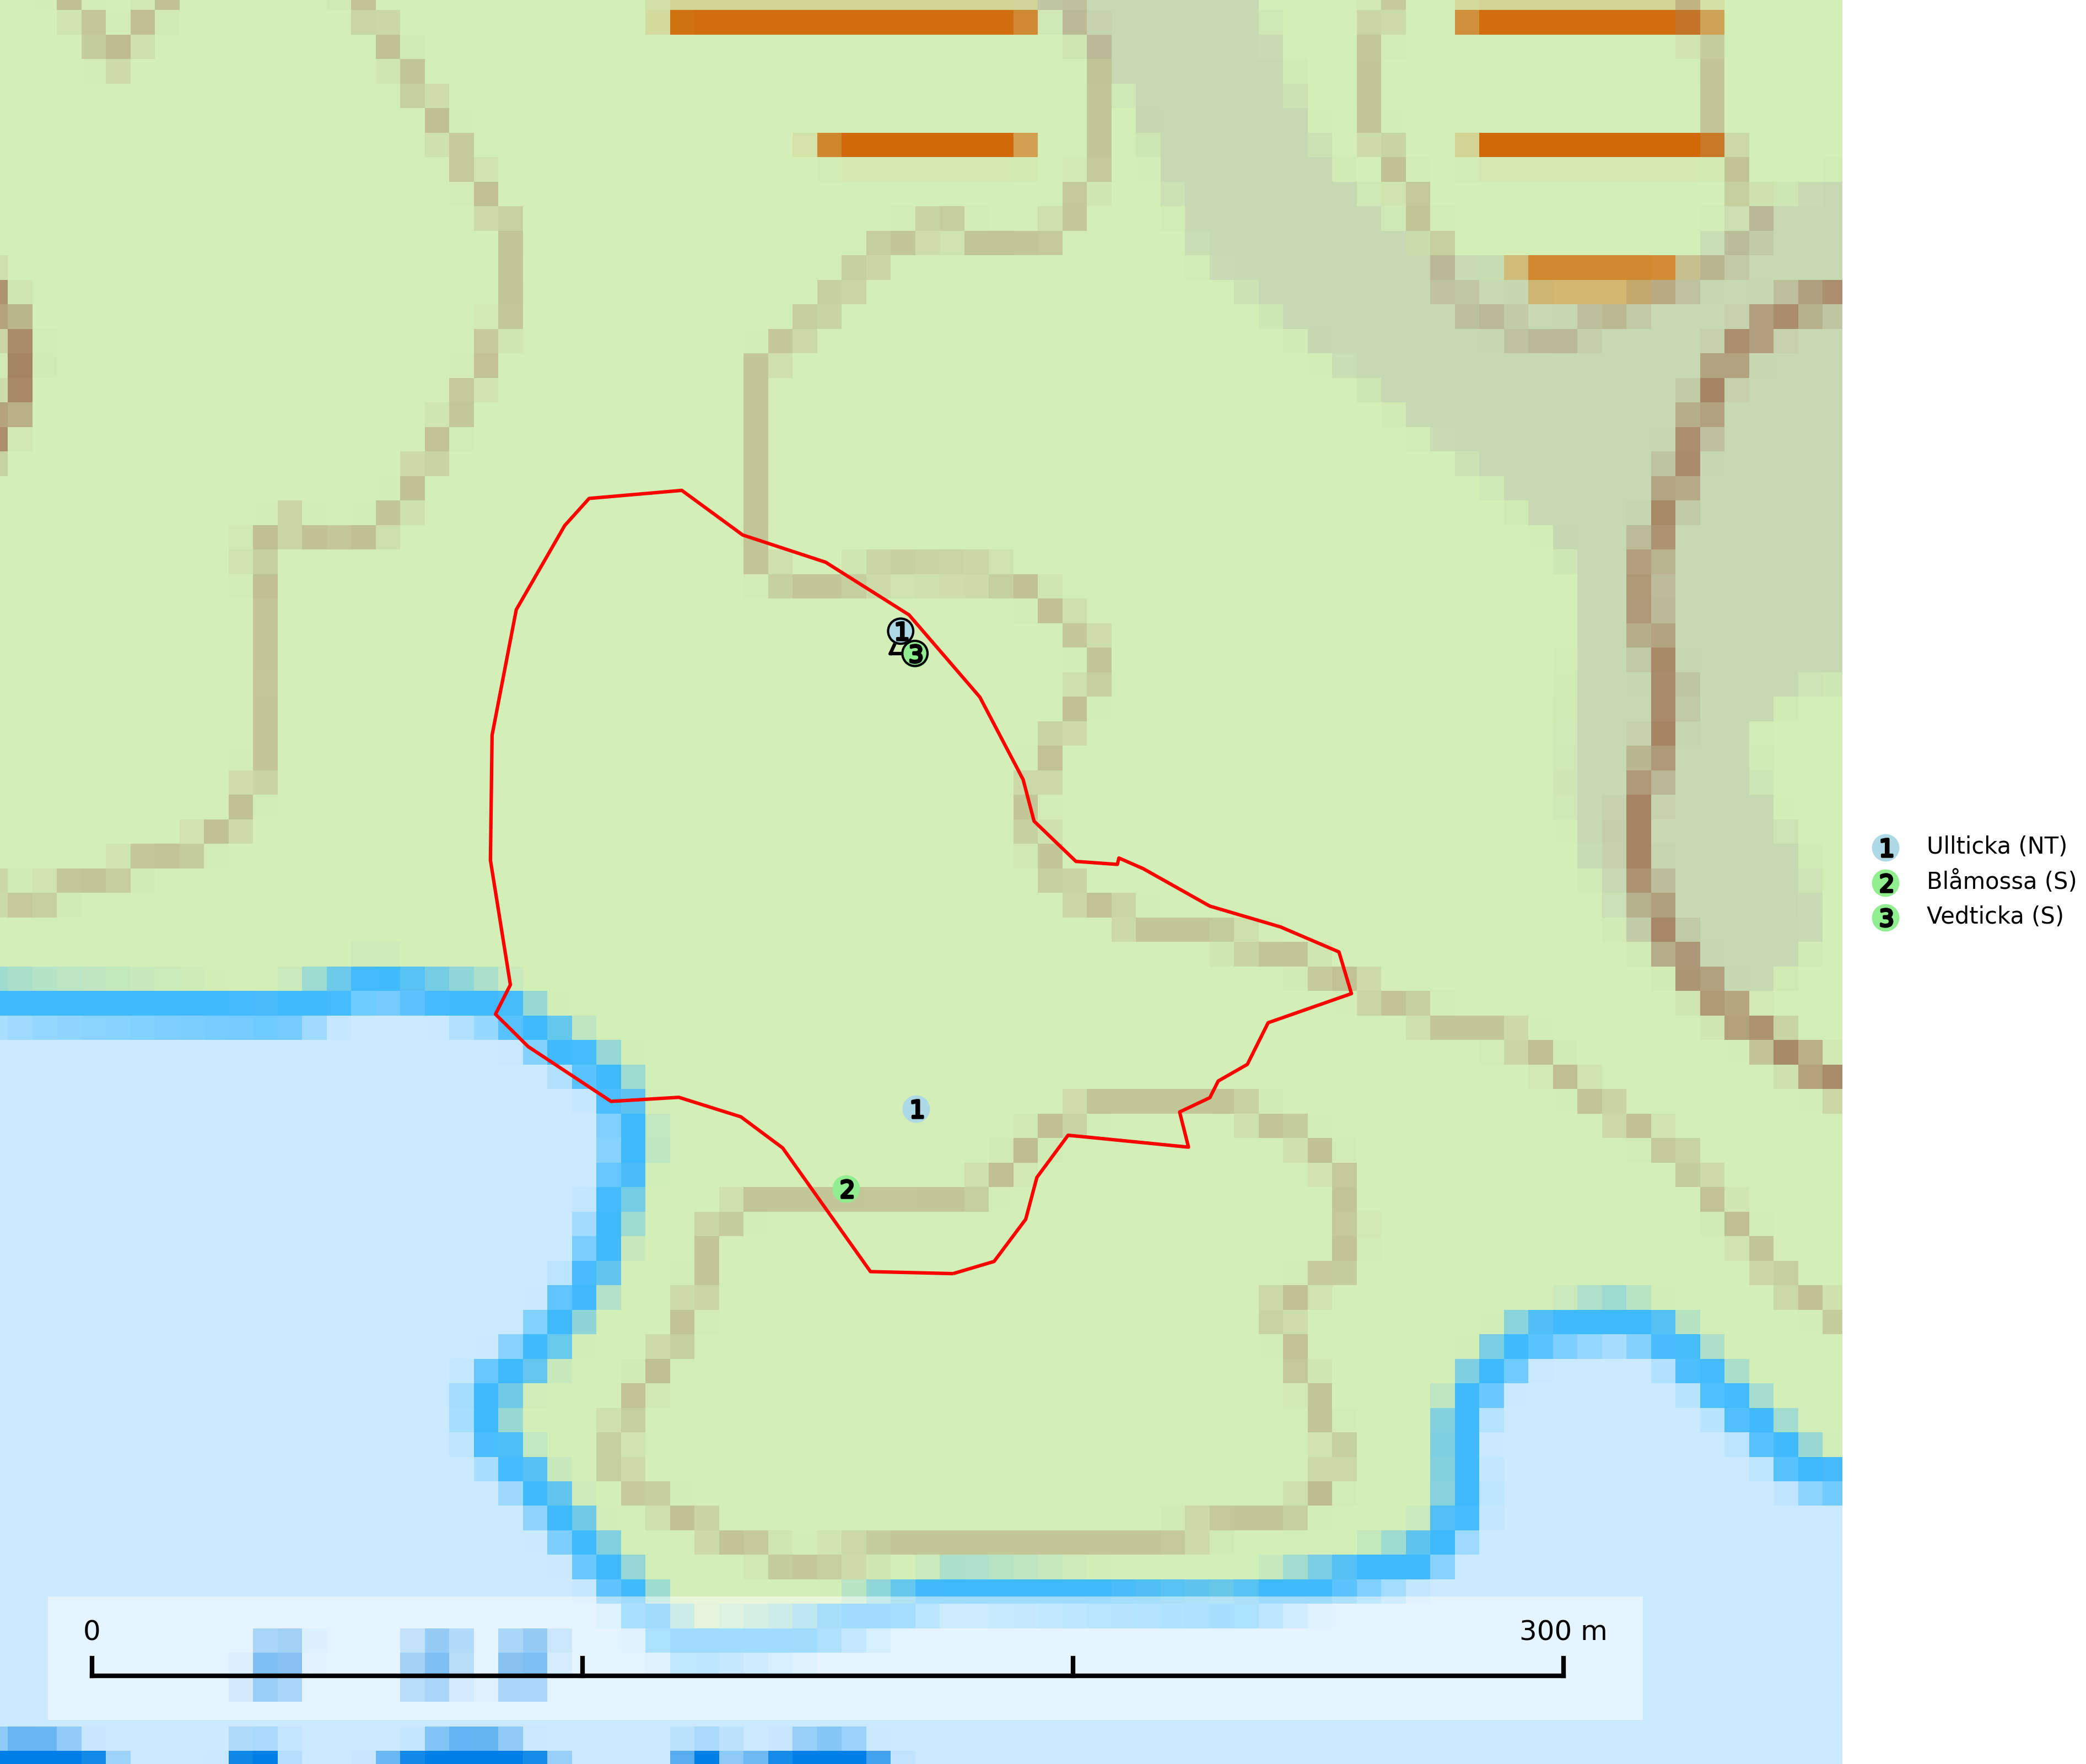 1
3
1
2
1 Ullticka (NT)
2 Blåmossa (S)
3 Vedticka (S)
0 300 m